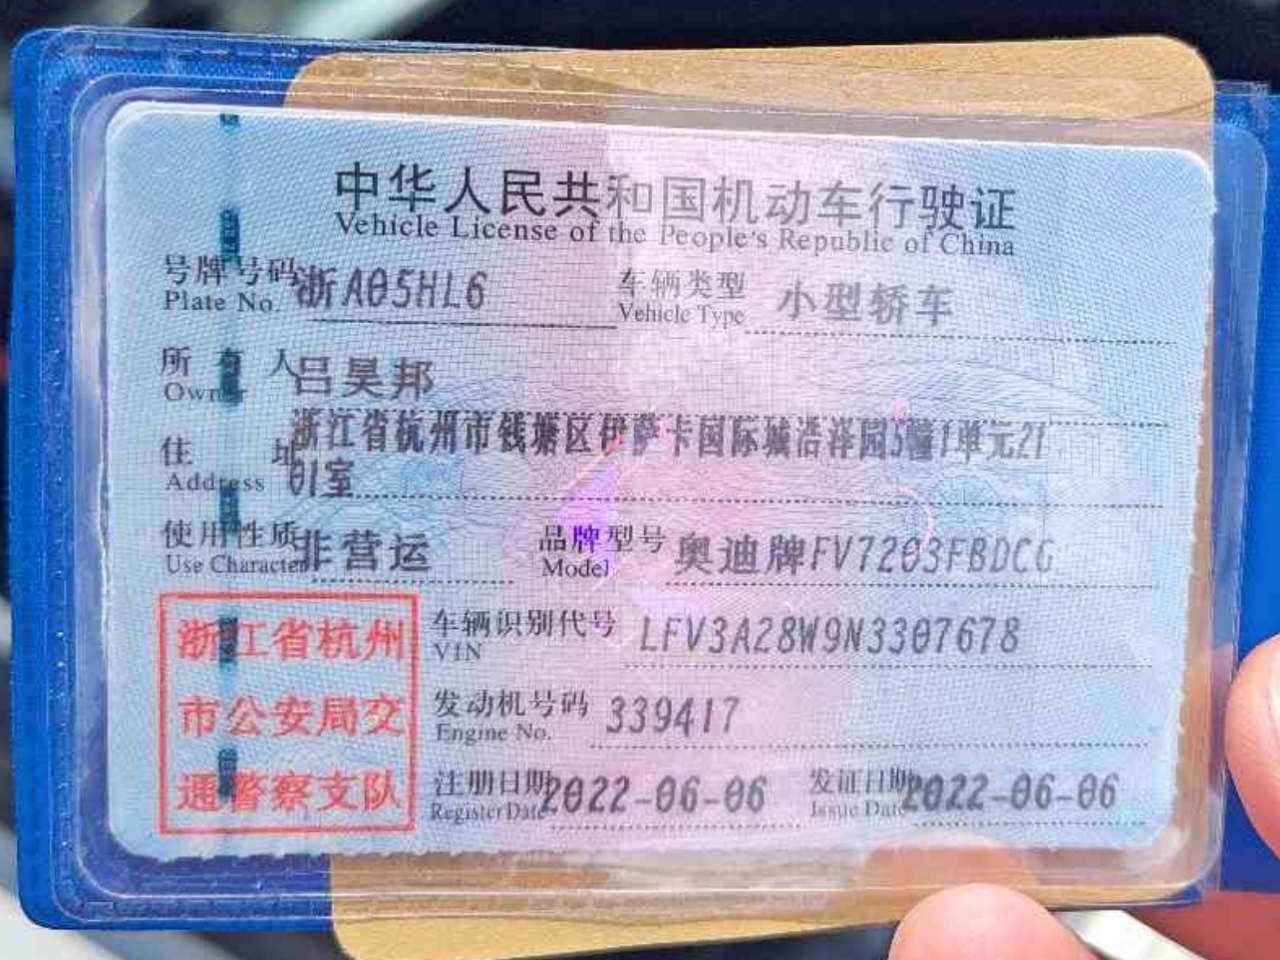 中华人民共和国机动车行驶证
Vehicle License of the People's Republic of China
号牌号码 浙A05HL6 车辆类型 小型轿车
Plate No. Vehicle Type
所有人 吕昊邦
Owner
浙江省杭州市钱塘区伊萨卡国际城浩泽园5幢1单元21
住址 01室
Address
使用性质 非营运 品牌型号 奥迪牌FV7203FBDCG
Use Character Model
浙江省杭州 车辆识别代号 LFV3A28W9N3307678
VIN
市公安局交 发动机号码 339417
Engine No.
通警察支队 注册日期 2022-06-06 发证日期 2022-06-06
Register Date Issue Date